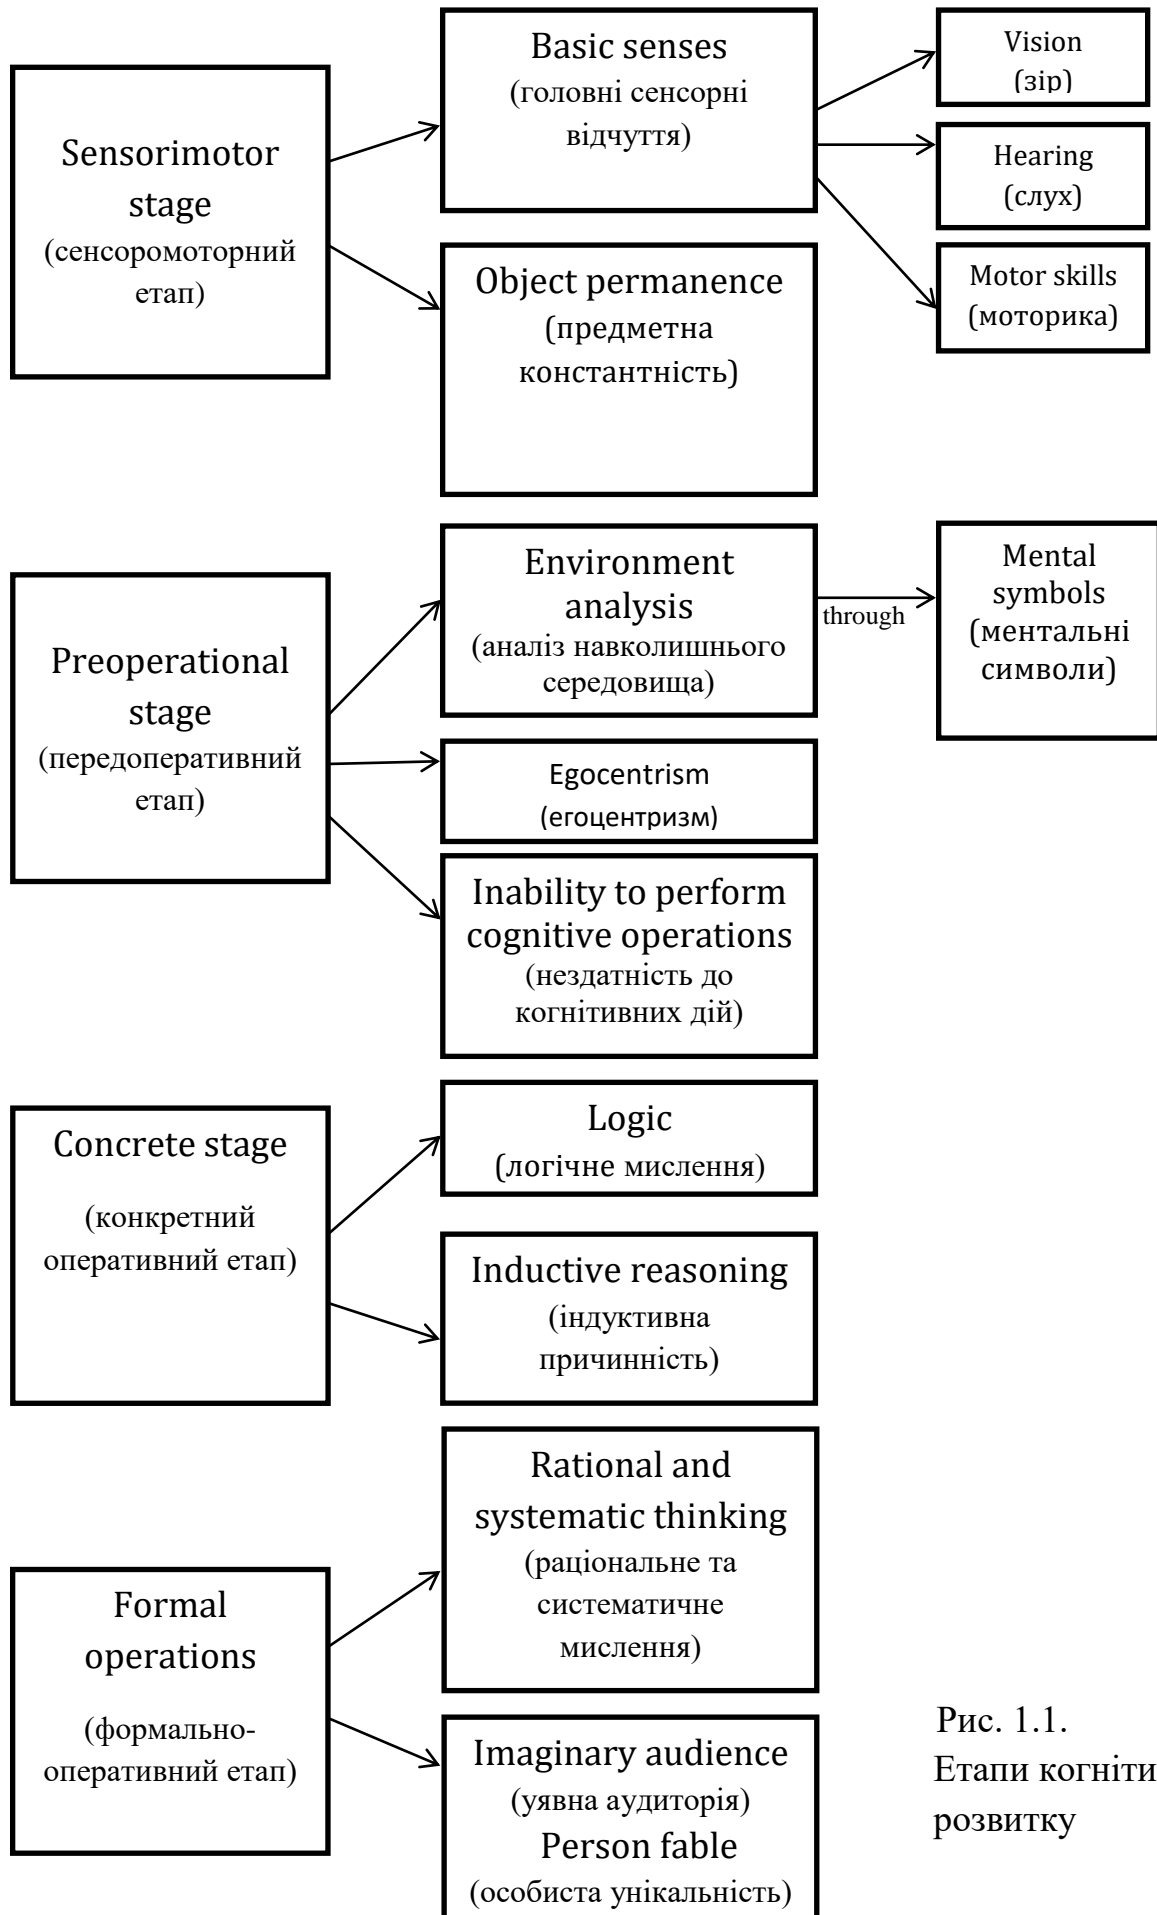 Sensorimotor
stage
(сенсоромоторний
етап)
Basic senses
(головні сенсорні
відчуття)
Vision
(зір)
Hearing
(слух)
Motor skills
(моторика)
Object permanence
(предметна
константність)
Preoperational
stage
(передоперативний
етап)
Environment
analysis
(аналіз навколишнього
середовища)
through
Mental
symbols
(ментальні
символи)
Egocentrism
(егоцентризм)
Inability to perform
cognitive operations
(нездатність до
когнітивних дій)
Concrete stage
(конкретний
оперативний етап)
Logic
(логічне мислення)
Inductive reasoning
(індуктивна
причинність)
Formal
operations
(формально-
оперативний етап)
Rational and
systematic thinking
(раціональне та
систематичне
мислення)
Imaginary audience
(уявна аудиторія)
Person fable
(особиста унікальність)
Рис. 1.1.
Етапи когніти
розвитку